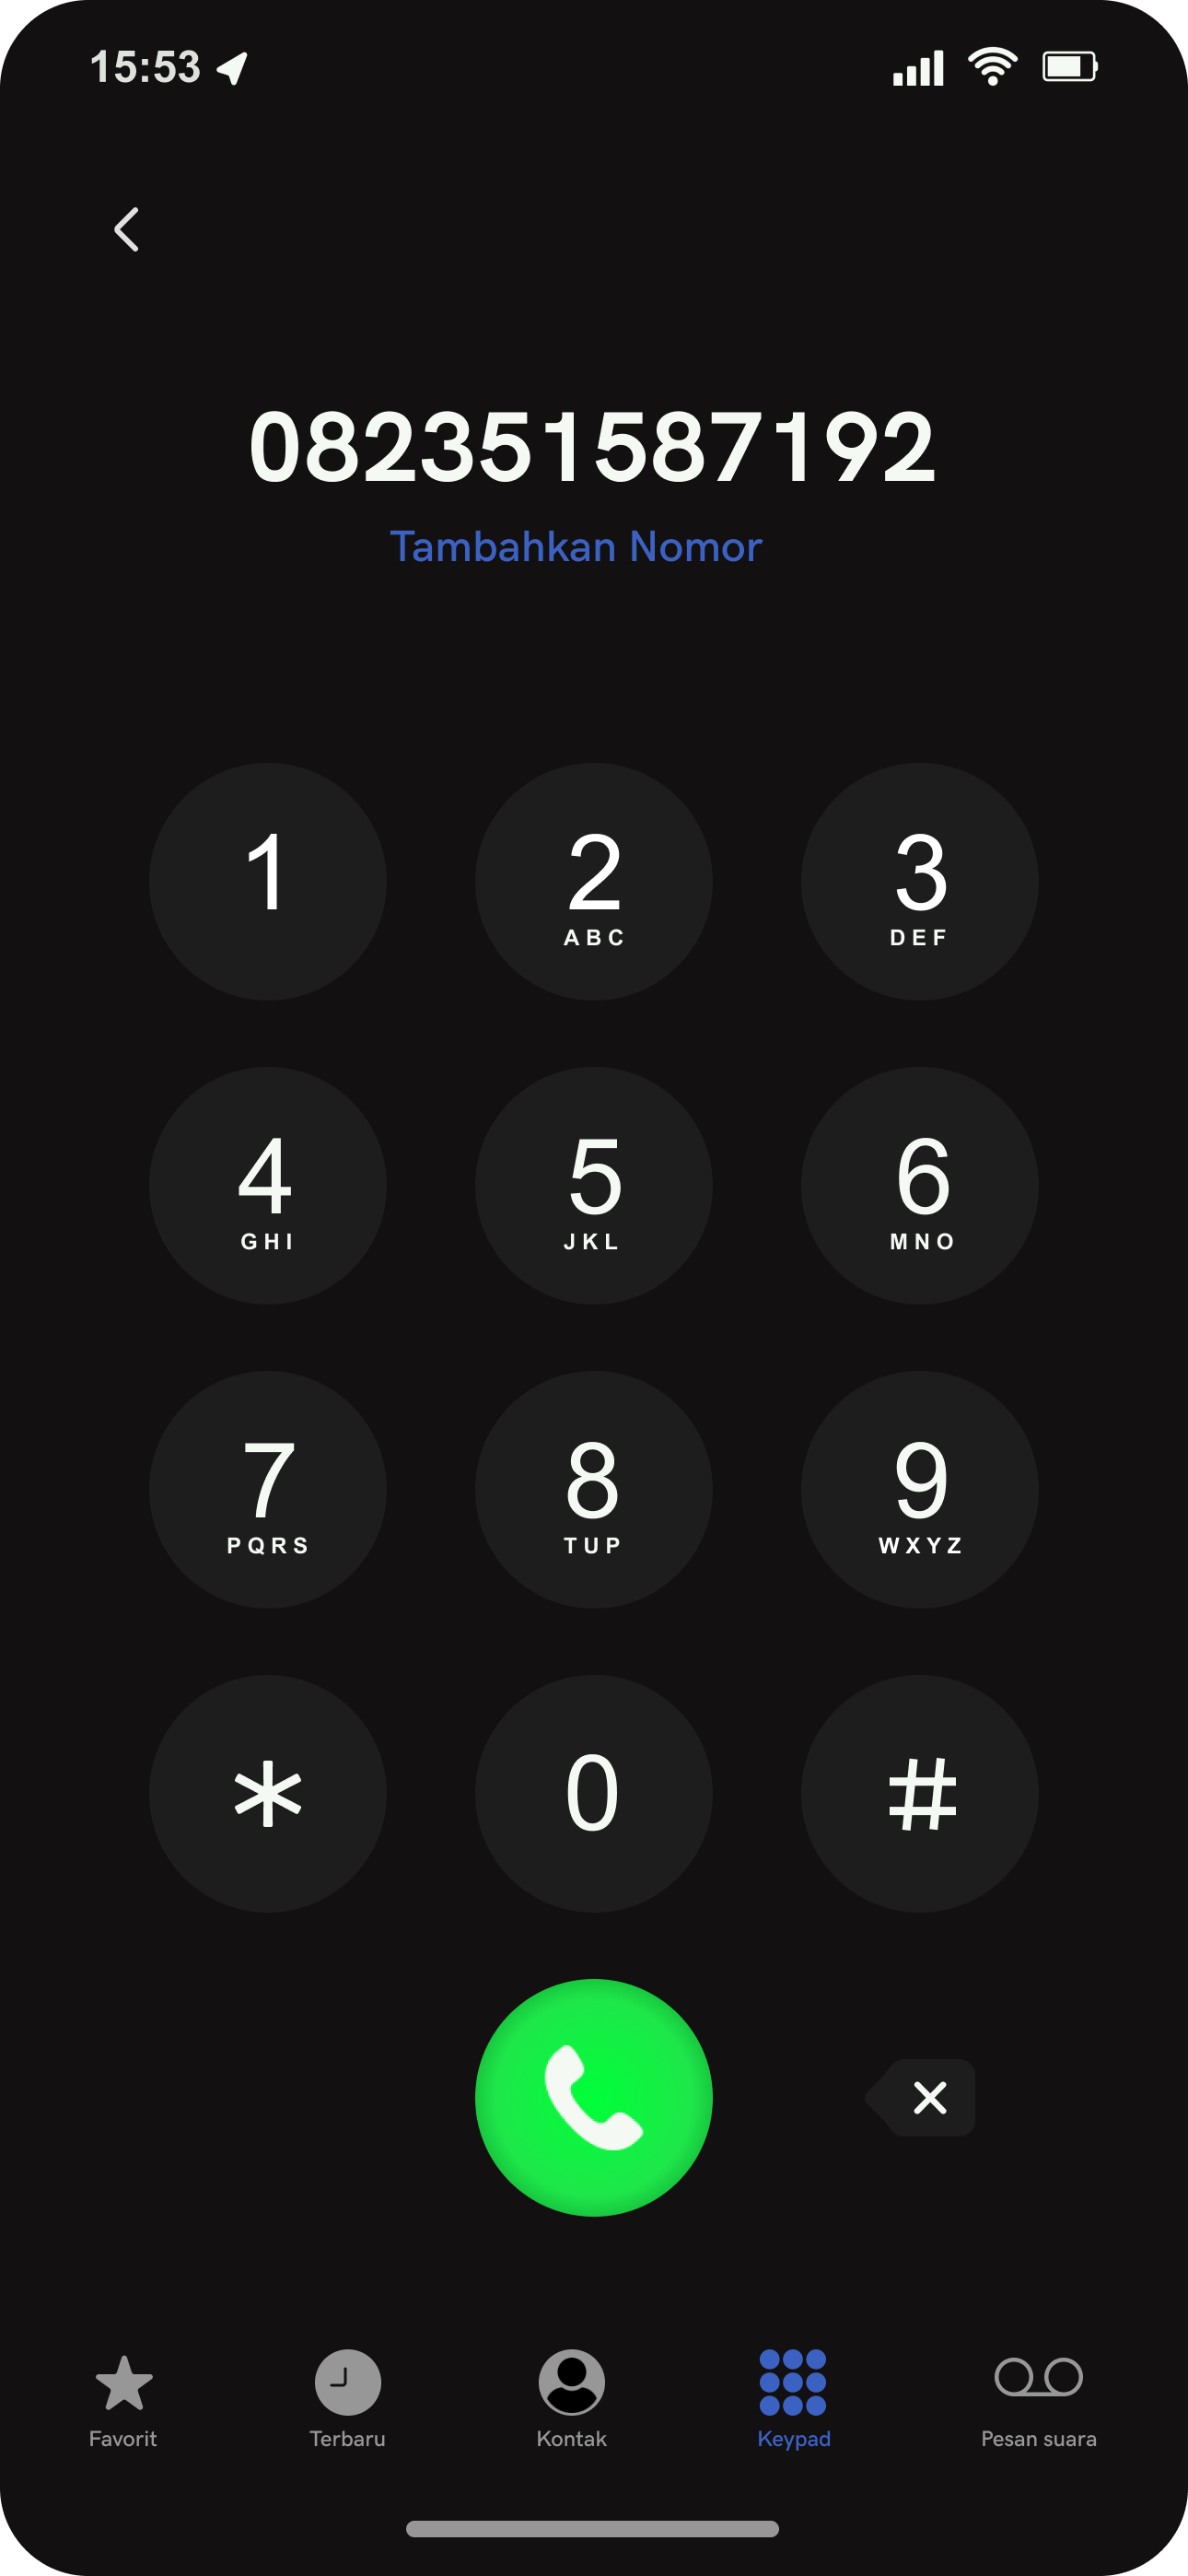 15:53
082351587192
Tambahkan Nomor
1 2 3
ABC DEF
4 5 6
GHI JKL MNO
7 8 9
PQRS TUP WXYZ
* 0 #
Favorit Terbaru Kontak Keypad Pesan suara